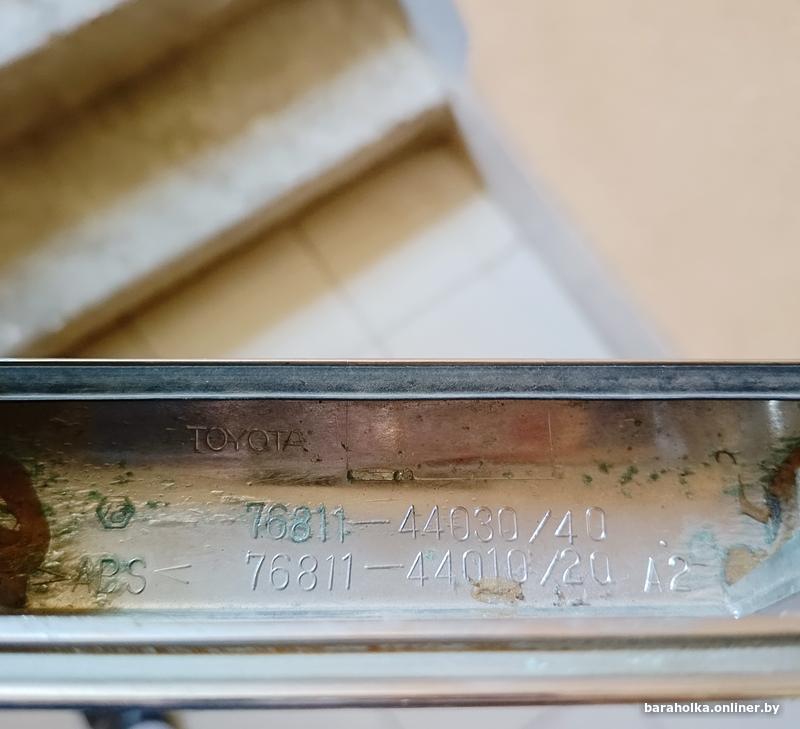 TOYOTA
76811-44030/40
>ABS< 76811-44010/20 A2
baraholka.onliner.by